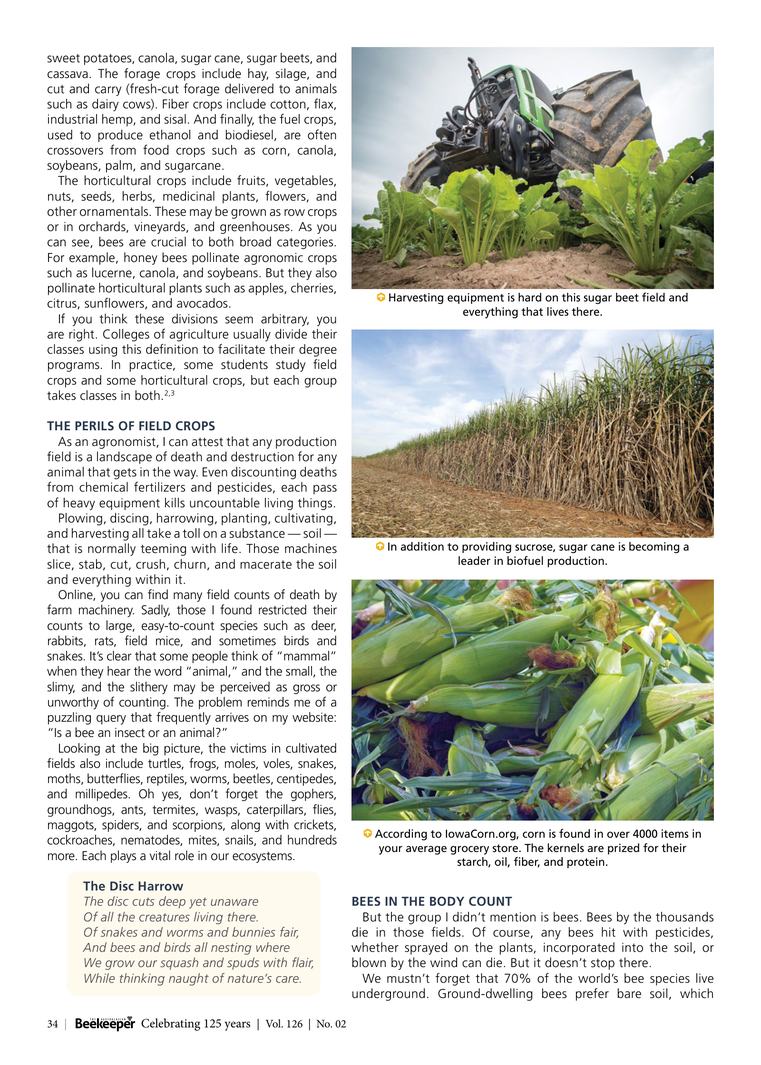 sweet potatoes, canola, sugar cane, sugar beets, and
cassava. The forage crops include hay, silage, and
cut and carry (fresh-cut forage delivered to animals
such as dairy cows). Fiber crops include cotton, flax,
industrial hemp, and sisal. And finally, the fuel crops,
used to produce ethanol and biodiesel, are often
crossovers from food crops such as corn, canola,
soybeans, palm, and sugarcane.
The horticultural crops include fruits, vegetables,
nuts, seeds, herbs, medicinal plants, flowers, and
other ornamentals. These may be grown as row crops
or in orchards, vineyards, and greenhouses. As you
can see, bees are crucial to both broad categories.
For example, honey bees pollinate agronomic crops
such as lucerne, canola, and soybeans. But they also
pollinate horticultural plants such as apples, cherries,
citrus, sunflowers, and avocados.
If you think these divisions seem arbitrary, you
are right. Colleges of agriculture usually divide their
classes using this definition to facilitate their degree
programs. In practice, some students study field
crops and some horticultural crops, but each group
takes classes in both.2,3
THE PERILS OF FIELD CROPS
As an agronomist, I can attest that any production
field is a landscape of death and destruction for any
animal that gets in the way. Even discounting deaths
from chemical fertilizers and pesticides, each pass
of heavy equipment kills uncountable living things.
Plowing, discing, harrowing, planting, cultivating,
and harvesting all take a toll on a substance — soil —
that is normally teeming with life. Those machines
slice, stab, cut, crush, churn, and macerate the soil
and everything within it.
Online, you can find many field counts of death by
farm machinery. Sadly, those I found restricted their
counts to large, easy-to-count species such as deer,
rabbits, rats, field mice, and sometimes birds and
snakes. It’s clear that some people think of “mammal”
when they hear the word “animal,” and the small, the
slimy, and the slithery may be perceived as gross or
unworthy of counting. The problem reminds me of a
puzzling query that frequently arrives on my website:
“Is a bee an insect or an animal?”
Looking at the big picture, the victims in cultivated
fields also include turtles, frogs, moles, voles, snakes,
moths, butterflies, reptiles, worms, beetles, centipedes,
and millipedes. Oh yes, don’t forget the gophers,
groundhogs, ants, termites, wasps, caterpillars, flies,
maggots, spiders, and scorpions, along with crickets,
cockroaches, nematodes, mites, snails, and hundreds
more. Each plays a vital role in our ecosystems.
The Disc Harrow
The disc cuts deep yet unaware
Of all the creatures living there.
Of snakes and worms and bunnies fair,
And bees and birds all nesting where
We grow our squash and spuds with flair,
While thinking naught of nature’s care.
Harvesting equipment is hard on this sugar beet field and
everything that lives there.
In addition to providing sucrose, sugar cane is becoming a
leader in biofuel production.
According to IowaCorn.org, corn is found in over 4000 items in
your average grocery store. The kernels are prized for their
starch, oil, fiber, and protein.
BEES IN THE BODY COUNT
But the group I didn’t mention is bees. Bees by the thousands
die in those fields. Of course, any bees hit with pesticides,
whether sprayed on the plants, incorporated into the soil, or
blown by the wind can die. But it doesn’t stop there.
We mustn’t forget that 70% of the world’s bee species live
underground. Ground-dwelling bees prefer bare soil, which
34 | Beekeeper Celebrating 125 years | Vol. 126 | No. 02